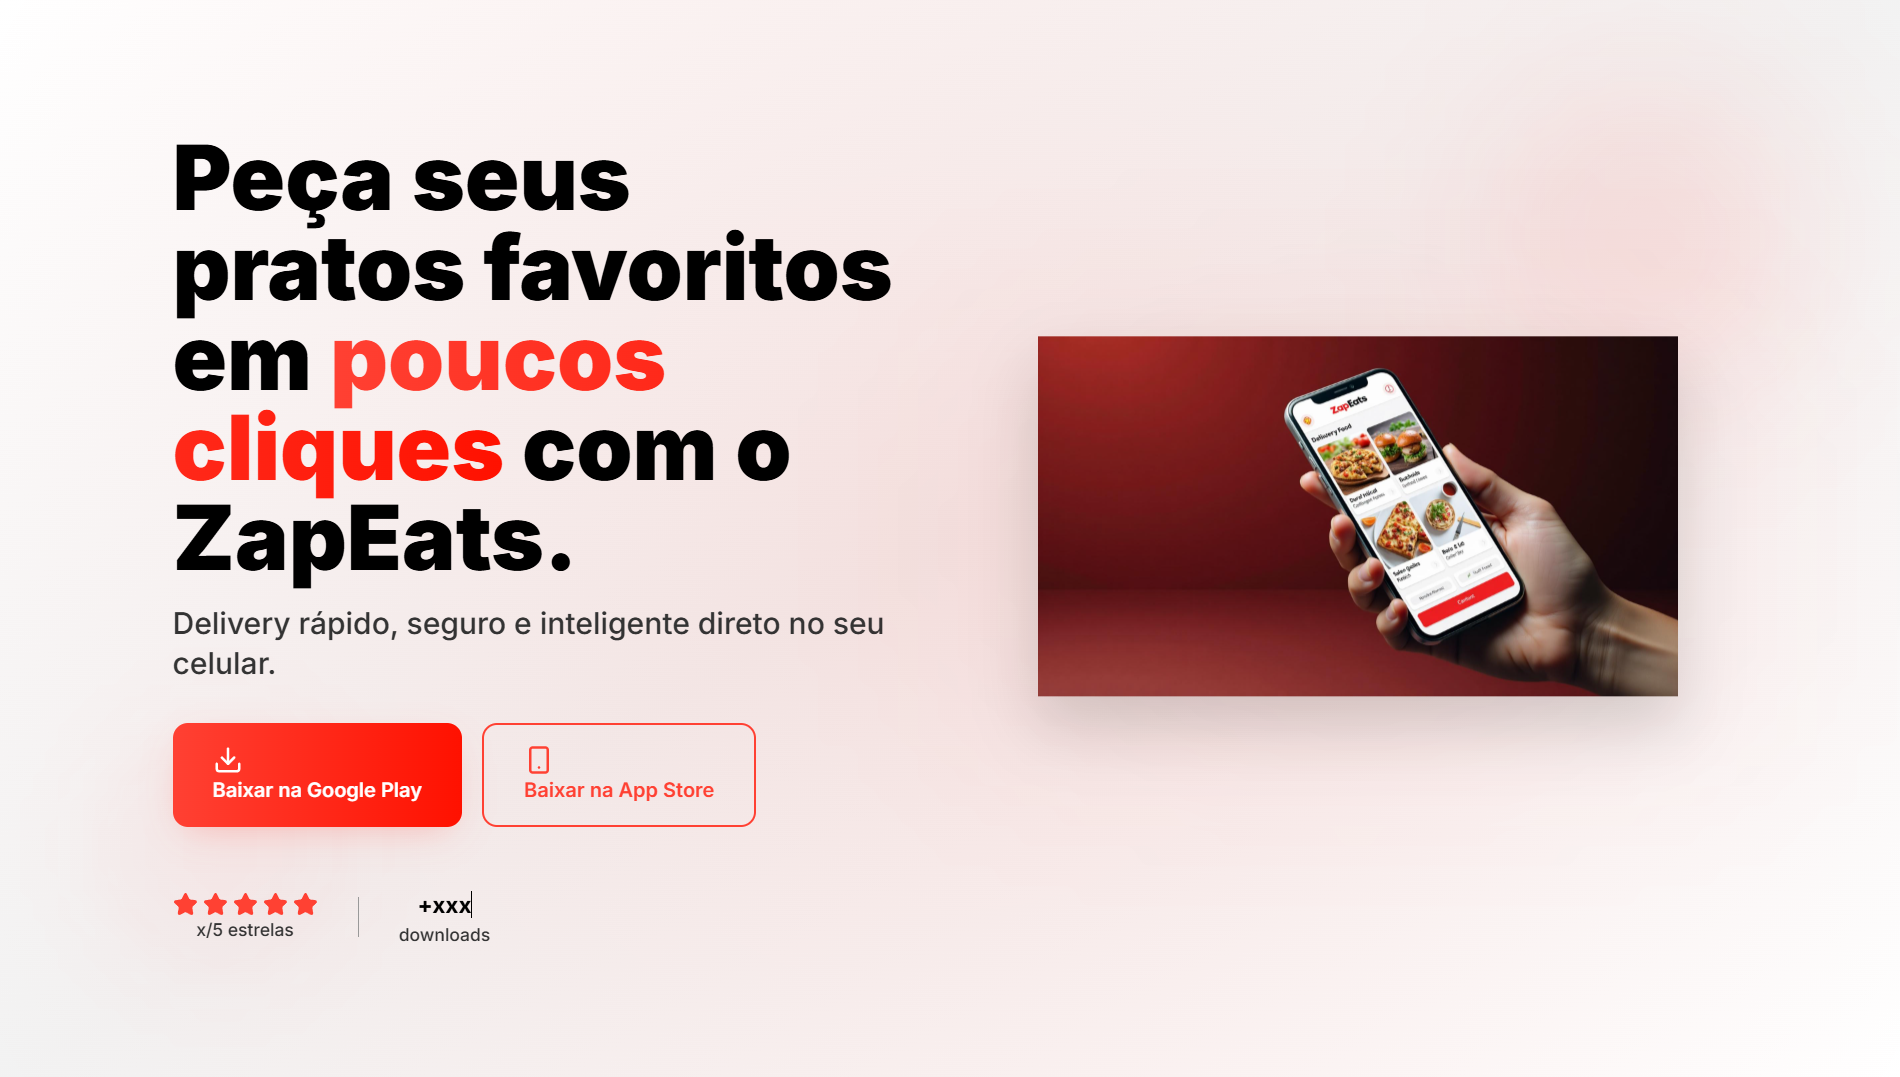 Peça seus
pratos favoritos
em poucos
cliques com o
ZapEats.
Delivery rápido, seguro e inteligente direto no seu
celular.
Baixar na Google Play
Baixar na App Store
x/5 estrelas
+xxx
downloads
ZapEats
Delivery Food